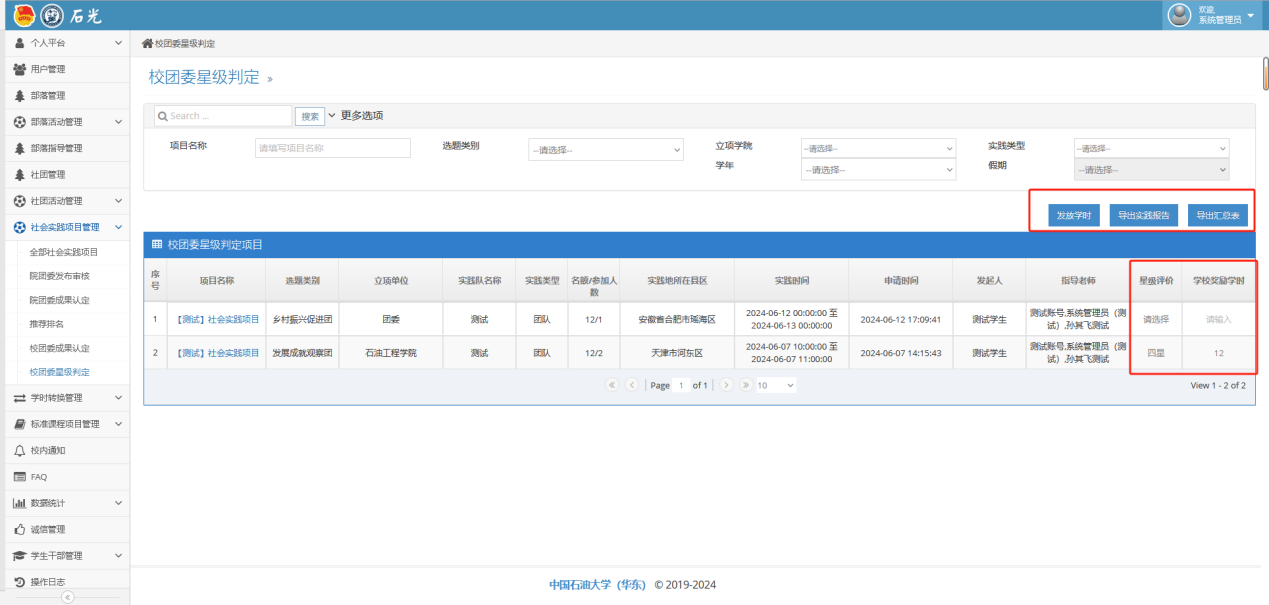 石光
欢迎,
系统管理员
个人平台
用户管理
部落管理
部落活动管理
部落指导管理
社团管理
社团活动管理
社会实践项目管理
全部社会实践项目
院团委发布审核
院团委成果认定
推荐排名
校团委成果认定
校团委星级判定
学时转换管理
标准课程项目管理
校内通知
FAQ
数据统计
诚信管理
学生干部管理
操作日志
校团委星级判定
校团委星级判定 »
Search ...
搜索 更多选项
项目名称 请填写项目名称 选题类别 --请选择-- 立项学院 --请选择-- 实践类型 --请选择--
学年 --请选择-- 假期 --请选择--
发放学时 导出实践报告 导出汇总表
校团委星级判定项目
序号 项目名称 选题类别 立项单位 实践队名称 实践类型 名额/参加人数 实践地所在县区 实践时间 申请时间 发起人 指导老师 星级评价 学校奖励学时
1 【测试】社会实践项目 乡村振兴促进团 团委 测试 团队 12/1 安徽省合肥市瑶海区 2024-06-12 00:00:00 至 2024-06-13 00:00:00 2024-06-12 17:09:41 测试学生 测试账号,系统管理员（测试）,孙其飞测试 请选择 请输入
2 【测试】社会实践项目 发展成就观察团 石油工程学院 测试 团队 12/2 天津市河东区 2024-06-07 10:00:00 至 2024-06-07 11:00:00 2024-06-07 14:15:43 测试学生 测试账号,系统管理员（测试）,孙其飞测试 四星 12
Page 1 of 1 10 View 1 - 2 of 2
中国石油大学（华东） © 2019-2024